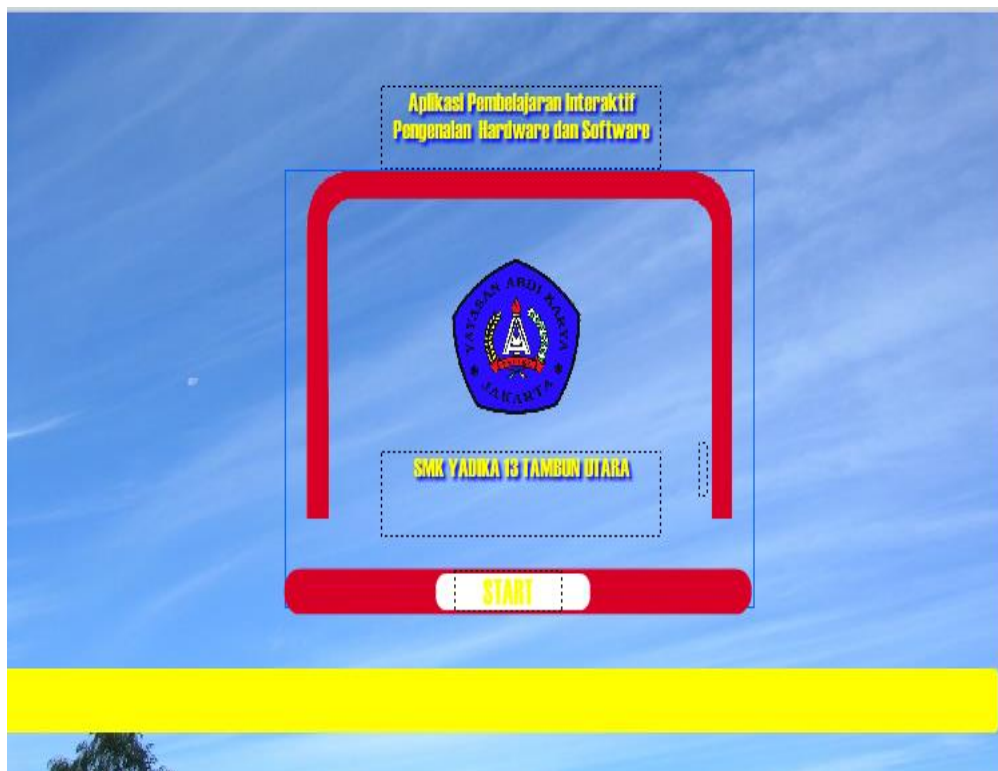 Aplikasi Pembelajaran Interaktif
Pengenalan Hardware dan Software
YAYASAN ABDI KARYA
JAKARTA
SMK YADIKA 13 TAMBUN UTARA
START